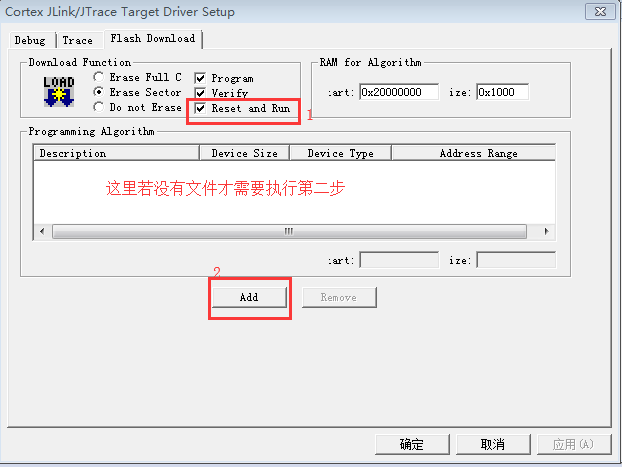 Cortex JLink/JTrace Target Driver Setup
Debug Trace Flash Download
Download Function
LOAD
Erase Full C
Erase Sector
Do not Erase
Program
Verify
Reset and Run
1
RAM for Algorithm
:art: 0x20000000 ize: 0x1000
Programming Algorithm
Description Device Size Device Type Address Range
这里若没有文件才需要执行第二步
:art: ize:
2
Add Remove
确定 取消 应用(A)